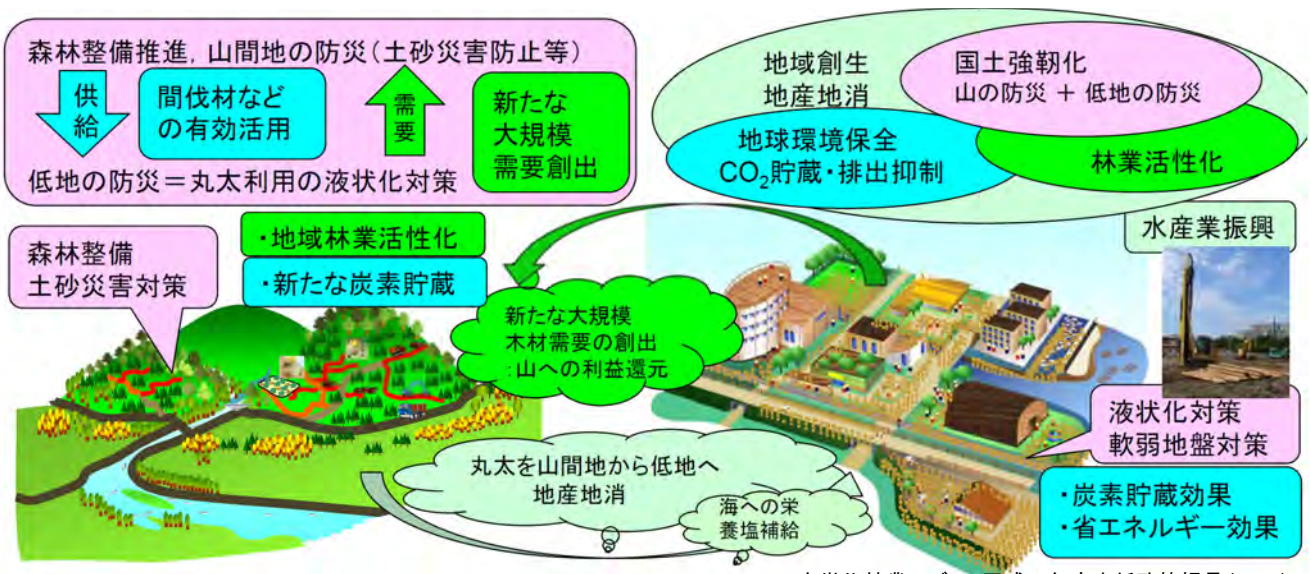 森林整備推進，山間地の防災（土砂災害防止等）
供給
間伐材など
の有効活用
需要
新たな
大規模
需要創出
低地の防災＝丸太利用の液状化対策
地域創生
地産地消
国土強靭化
山の防災 ＋ 低地の防災
地球環境保全
CO₂貯蔵・排出抑制
林業活性化
水産業振興
森林整備
土砂災害対策
・地域林業活性化
・新たな炭素貯蔵
新たな大規模
木材需要の創出
:山への利益還元
液状化対策
軟弱地盤対策
丸太を山間地から低地へ
地産地消
海への栄
養塩補給
・炭素貯蔵効果
・省エネルギー効果